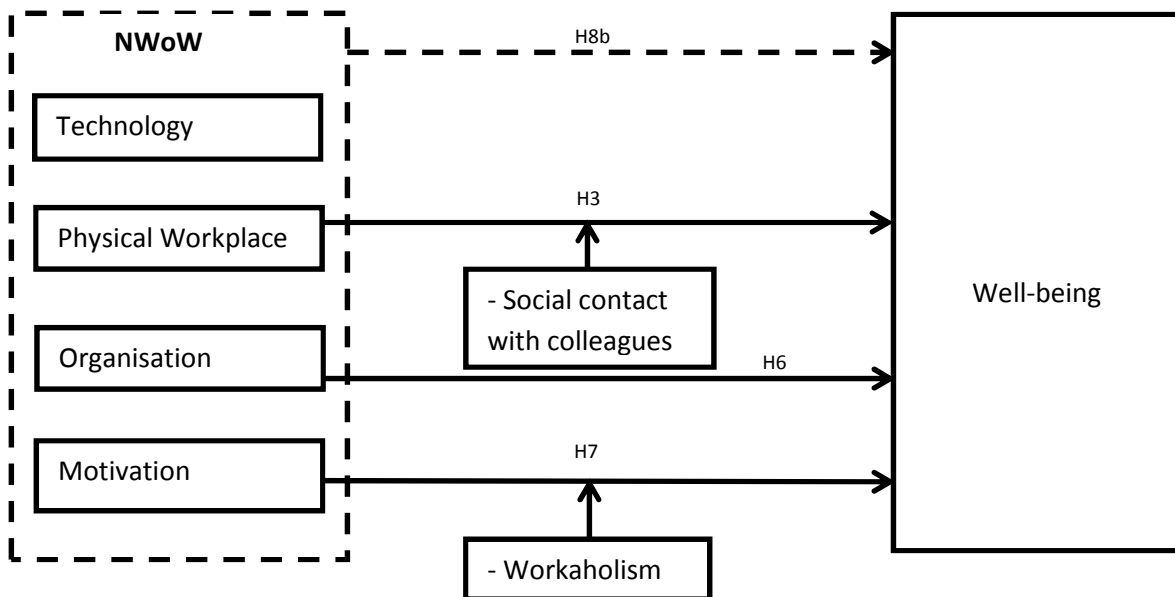 NWoW
H8b
Technology
H3
Physical Workplace
- Social contact
with colleagues
Well-being
Organisation
H6
H7
Motivation
- Workaholism